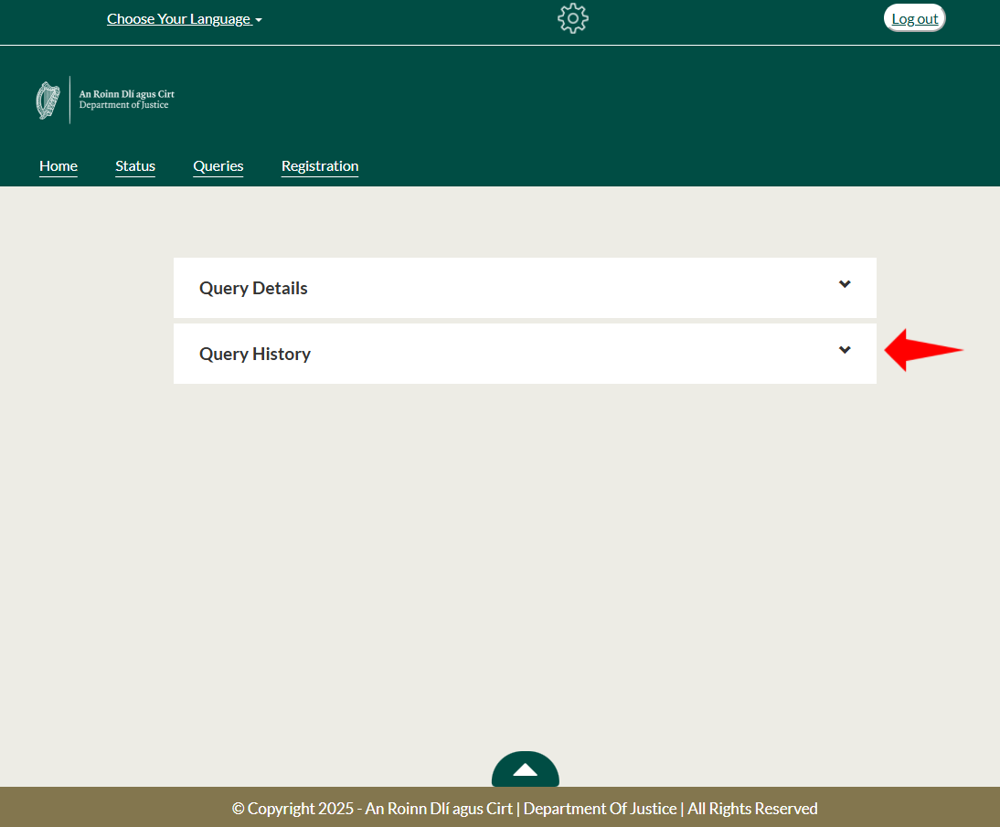 Choose Your Language
Log out
An Roinn Dlí agus Cirt
Department of Justice
Home Status Queries Registration
Query Details
Query History
© Copyright 2025 - An Roinn Dlí agus Cirt | Department Of Justice | All Rights Reserved